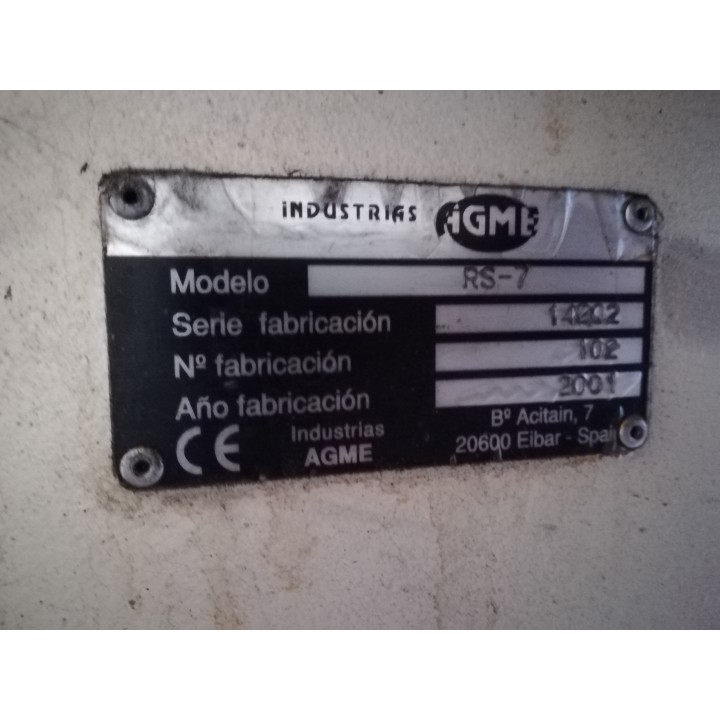 INDUSTRIAS AGME
Modelo RS-7
Serie fabricación 14202
Nº fabricación 102
Año fabricación 2001
CE Industrias AGME
Bº Acitain, 7
20600 Eibar - Spai